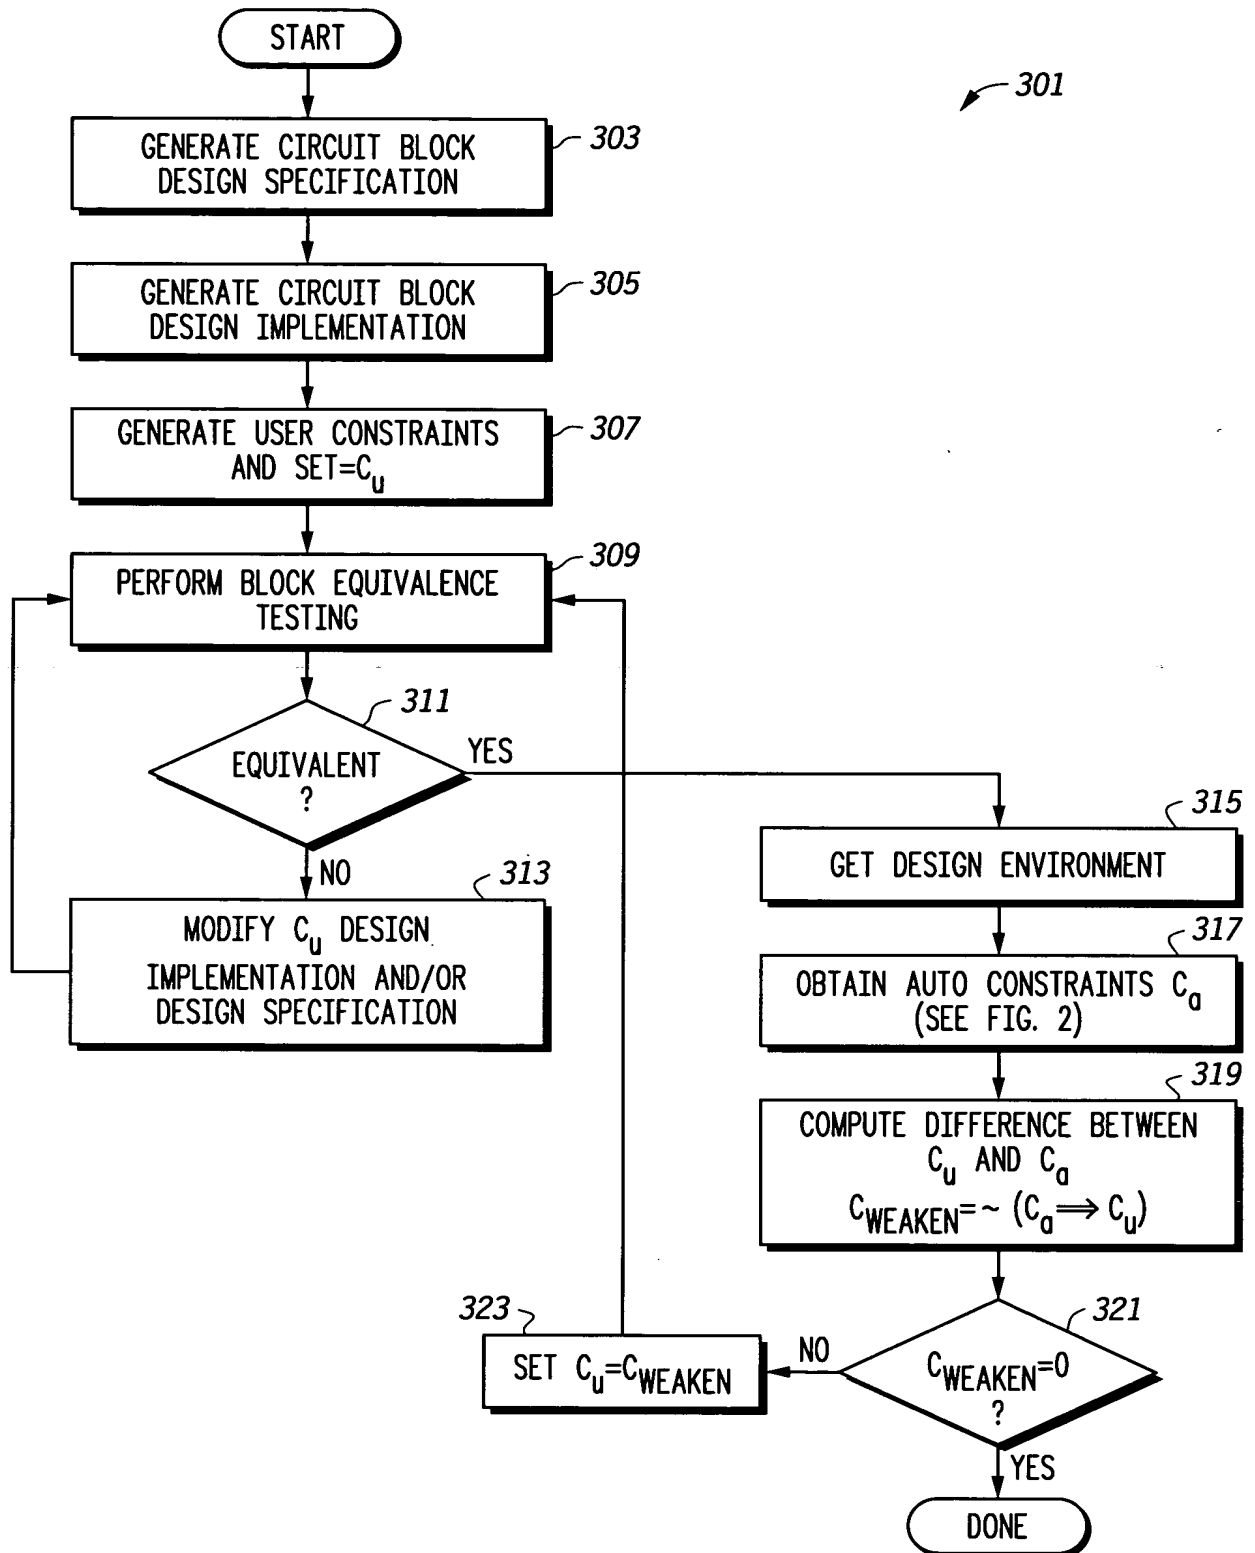 START
301
GENERATE CIRCUIT BLOCK
DESIGN SPECIFICATION
303
GENERATE CIRCUIT BLOCK
DESIGN IMPLEMENTATION
305
GENERATE USER CONSTRAINTS
AND SET=Cu
307
PERFORM BLOCK EQUIVALENCE
TESTING
309
311
EQUIVALENT
?
YES
NO
313
MODIFY Cu DESIGN
IMPLEMENTATION AND/OR
DESIGN SPECIFICATION
315
GET DESIGN ENVIRONMENT
317
OBTAIN AUTO CONSTRAINTS Ca
(SEE FIG. 2)
319
COMPUTE DIFFERENCE BETWEEN
Cu AND Ca
CWEAKEN=~ (Ca⟹Cu)
321
CWEAKEN=0
?
NO
323
SET Cu=CWEAKEN
YES
DONE